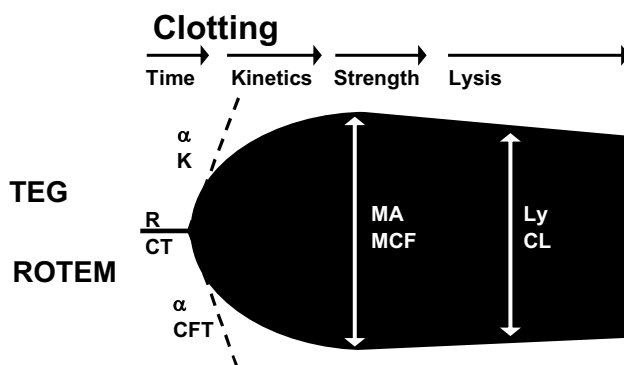 Clotting
Time Kinetics Strength Lysis
α
K
TEG
R
CT
ROTEM
α
CFT
MA
MCF
Ly
CL